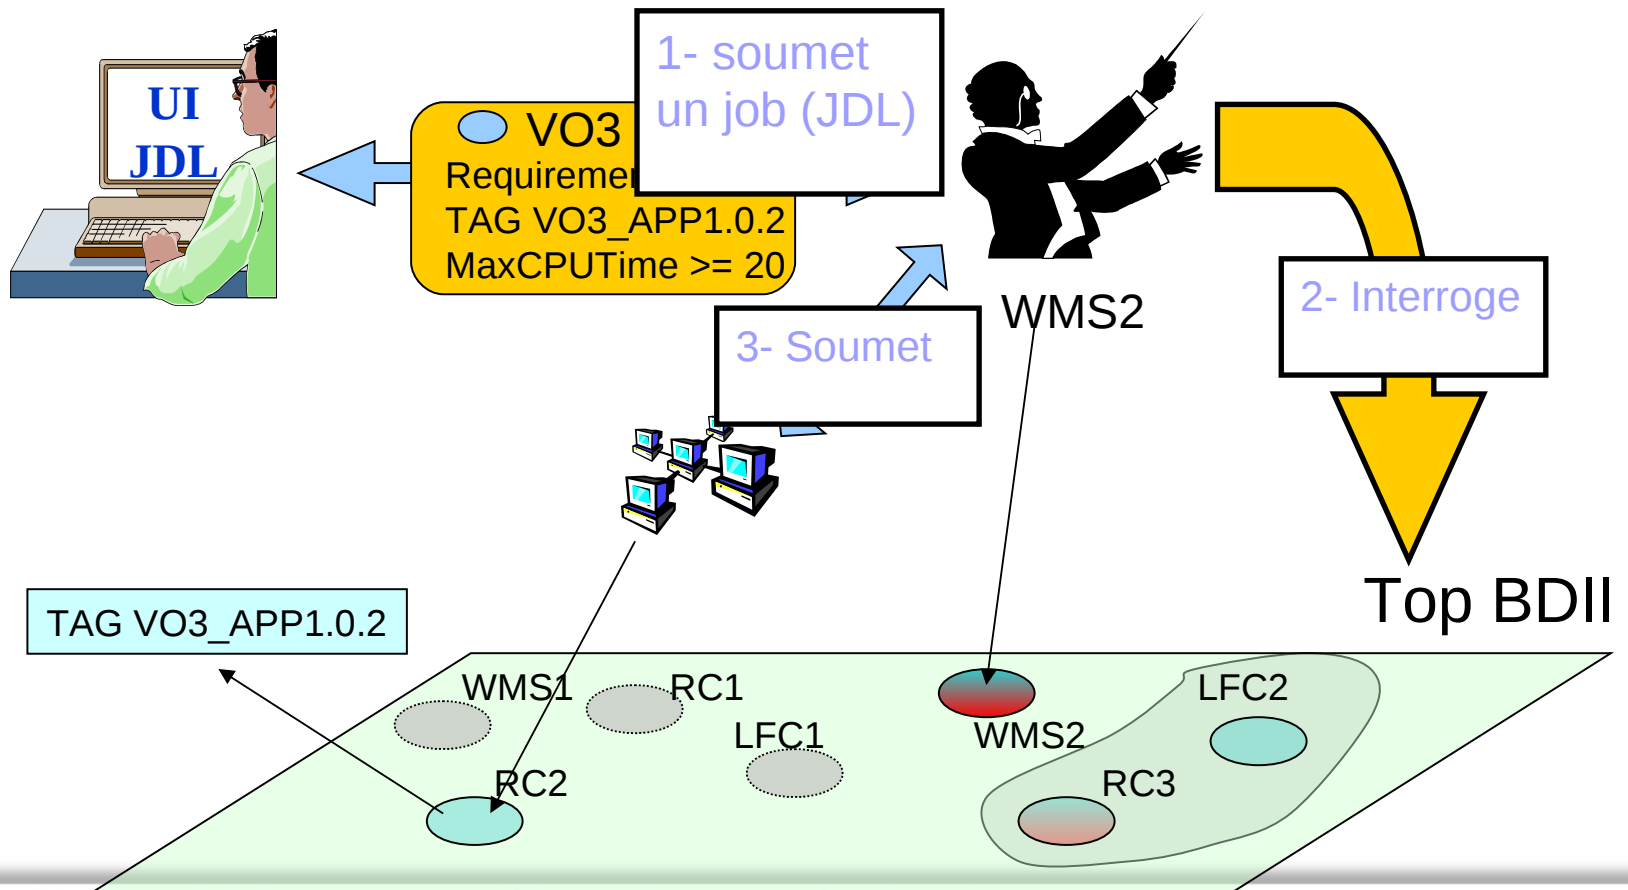 UI
JDL
VO3
TAG VO3_APP1.0.2
MaxCPUTime >= 20
1- soumet
un job (JDL)
WMS2
2- Interroge
3- Soumet
Top BDII
TAG VO3_APP1.0.2
WMS1
RC1
LFC1
WMS2
LFC2
RC2
RC3